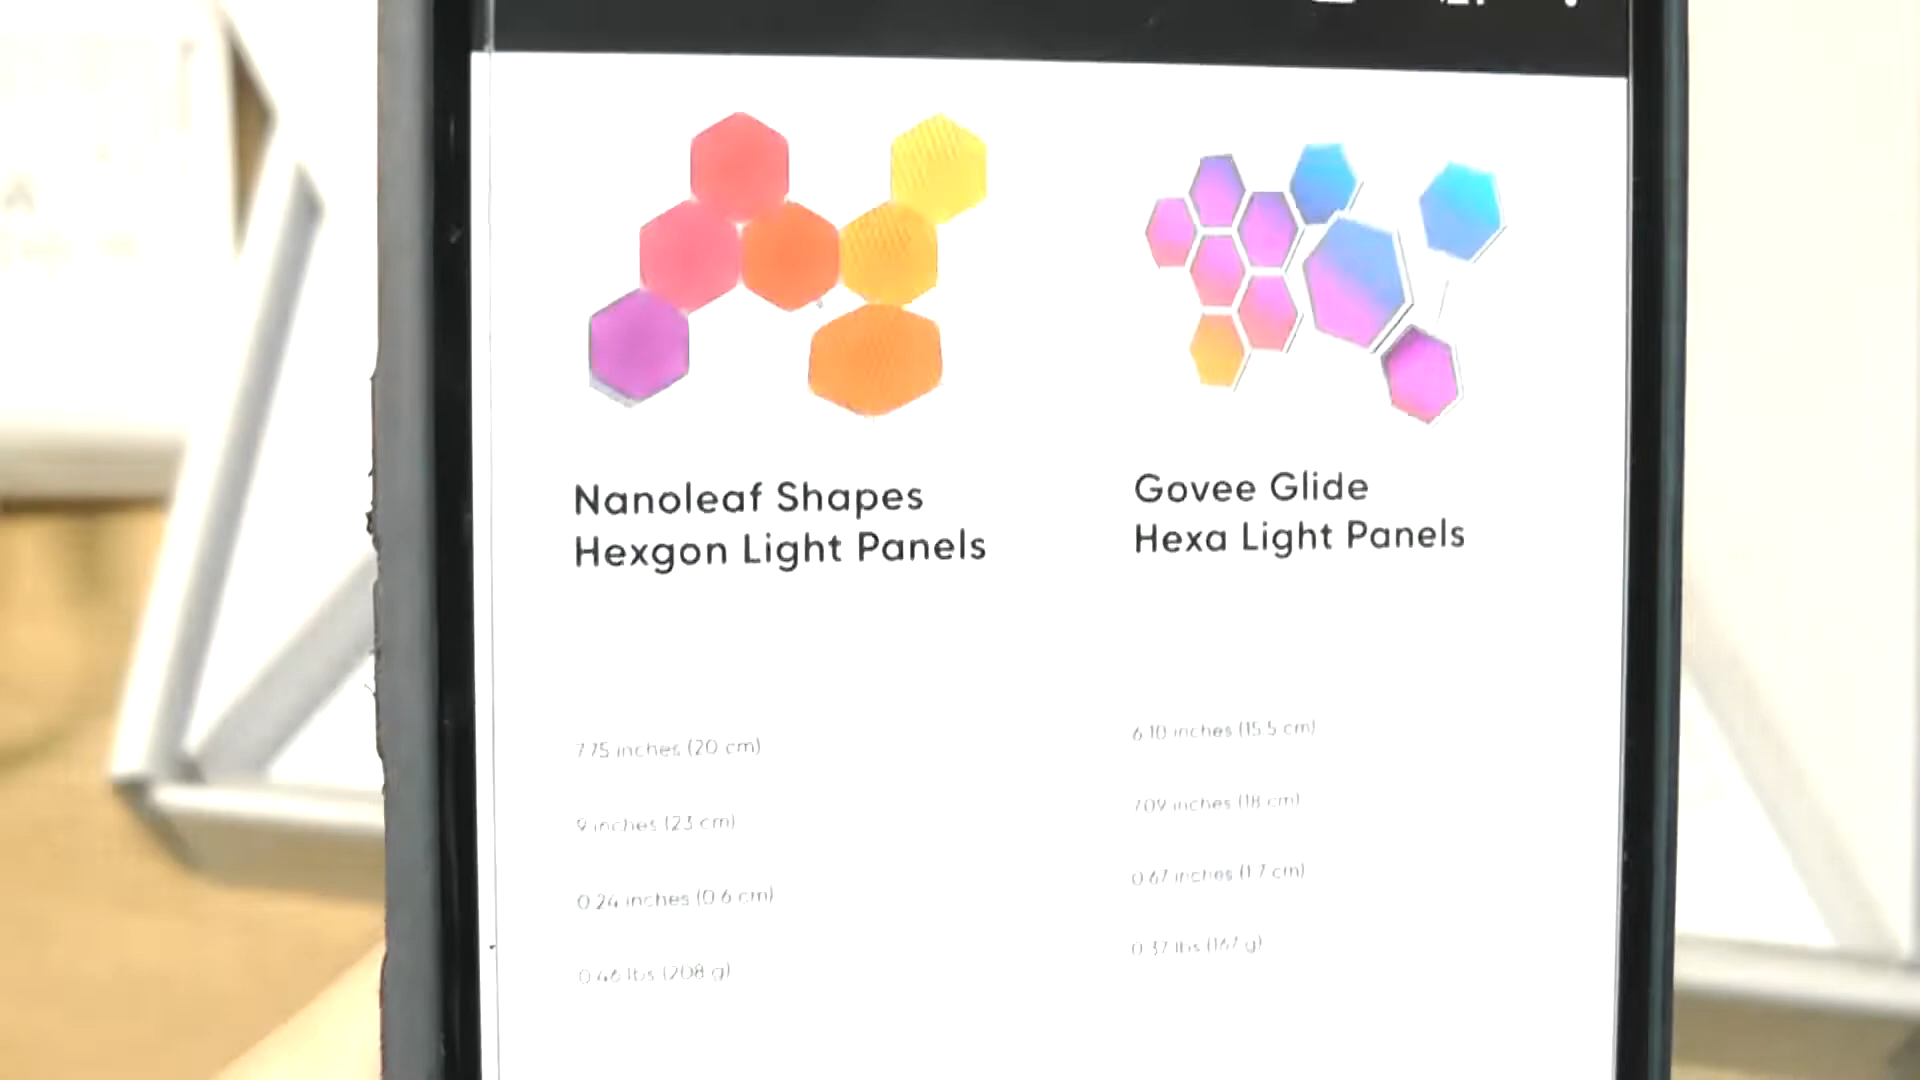 Nanoleaf Shapes
Hexgon Light Panels
7.75 inches (20 cm)
9 inches (23 cm)
0.24 inches (0.6 cm)
0.46 lbs (208 g)
Govee Glide
Hexa Light Panels
6.10 inches (15.5 cm)
7.09 inches (18 cm)
0.67 inches (1.7 cm)
0.37 lbs (167 g)